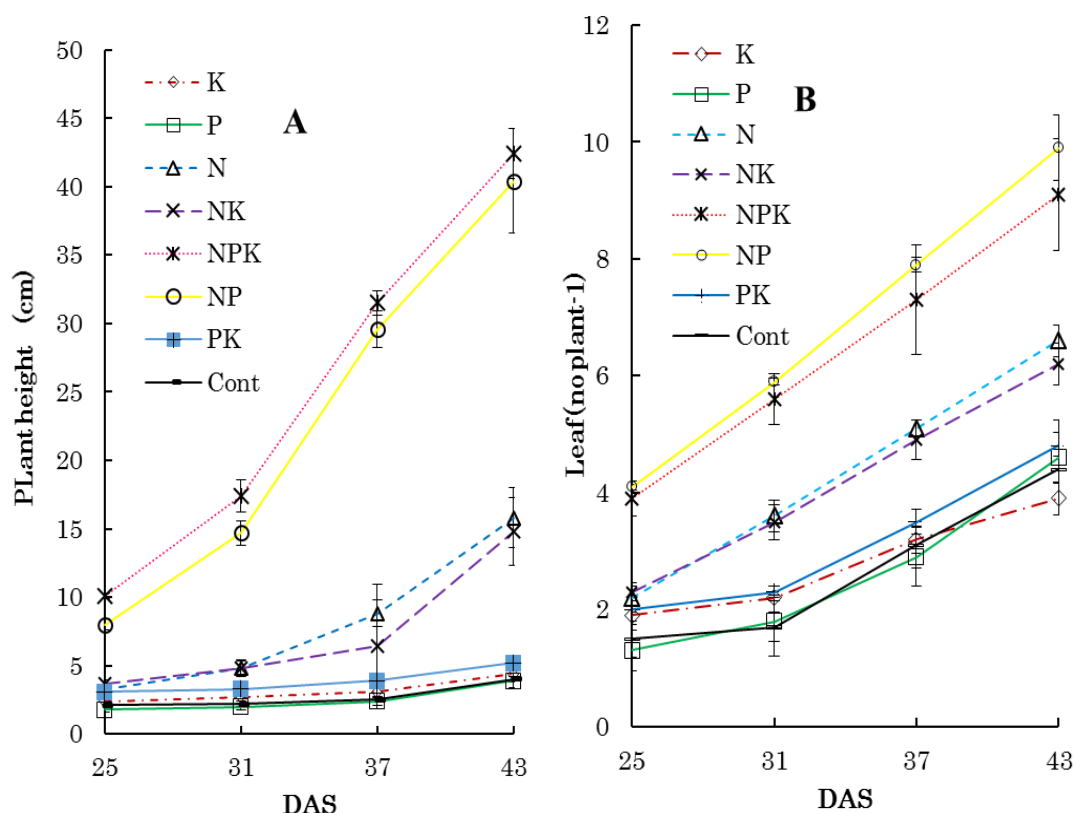 50
45
40
35
30
25
20
15
10
5
0
PLant height (cm)
K
P
N
NK
NPK
NP
PK
Cont
A
25 31 37 43
DAS
12
10
8
6
4
2
0
Leaf (no plant-1)
K
P
N
NK
NPK
NP
PK
Cont
B
25 31 37 43
DAS